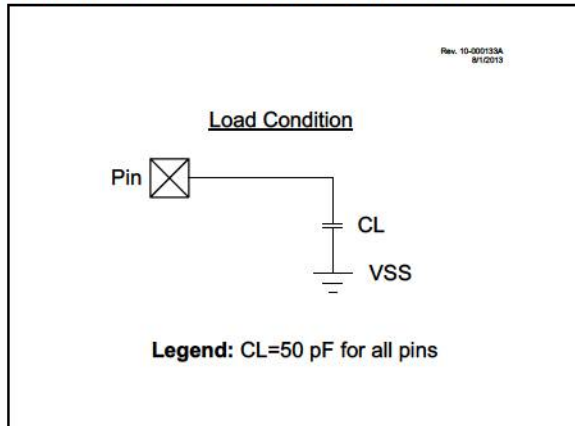 Rev. 10-000133A
8/1/2013
Load Condition
Pin
CL
VSS
Legend: CL=50 pF for all pins